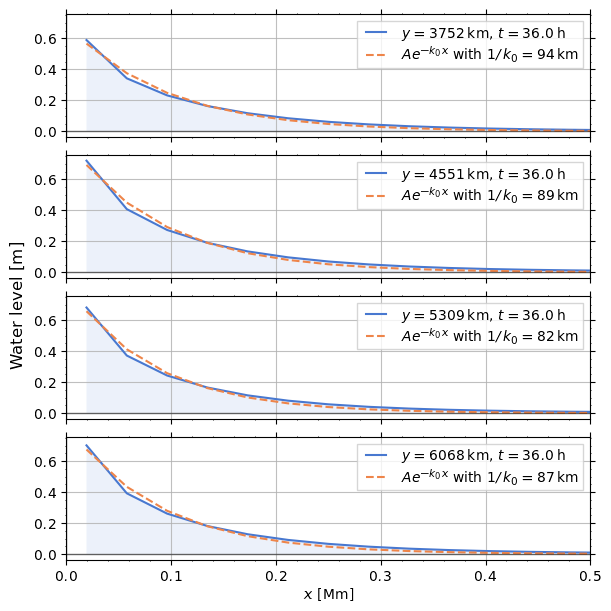 y = 3752 km, t = 36.0 h
Ae^{-k_0x} with 1/k_0 = 94 km
0.6
0.4
0.2
0.0
y = 4551 km, t = 36.0 h
Ae^{-k_0x} with 1/k_0 = 89 km
0.6
0.4
0.2
0.0
Water level [m]
y = 5309 km, t = 36.0 h
Ae^{-k_0x} with 1/k_0 = 82 km
0.6
0.4
0.2
0.0
y = 6068 km, t = 36.0 h
Ae^{-k_0x} with 1/k_0 = 87 km
0.6
0.4
0.2
0.0
0.0 0.1 0.2 0.3 0.4 0.5
x [Mm]